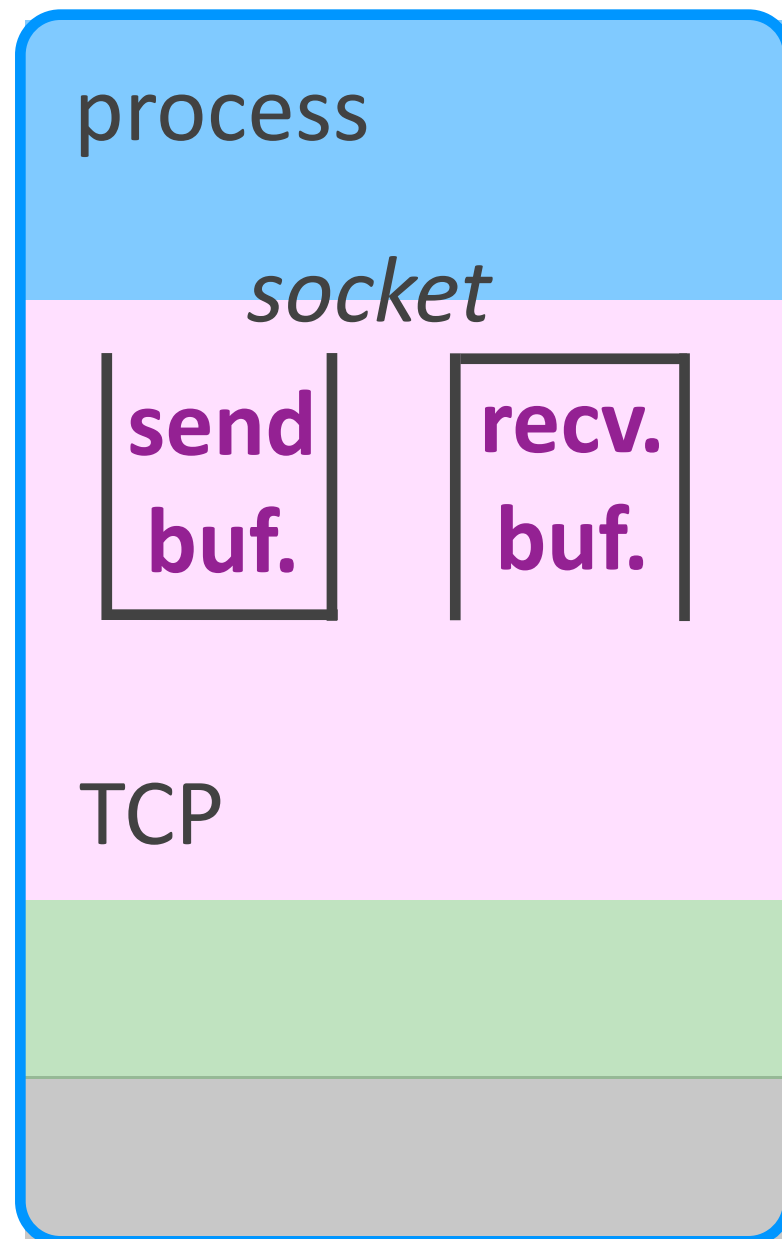 process
socket
send
buf.
recv.
buf.
TCP